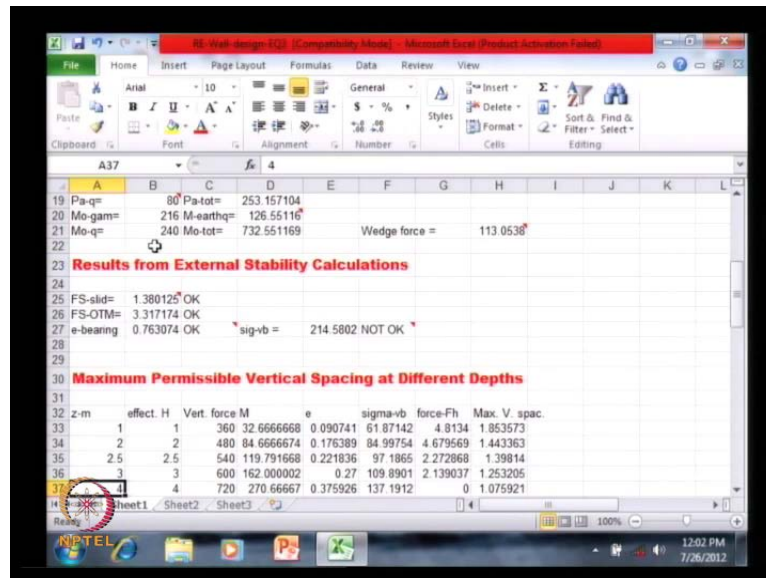 RE-Wall-design-EQ3 [Compatibility Mode] - Microsoft Excel (Product Activation Failed)
File Home Insert Page Layout Formulas Data Review View
Paste Arial 10 General Styles Insert Delete Format Sort & Filter Find & Select
B I U A A $ % ,
Clipboard Font Alignment Number Cells Editing
A37 fx 4
A B C D E F G H I J K L
19 Pa-q= 80 Pa-tot= 253.157104
20 Mo-gam= 216 M-earthq= 126.55116
21 Mo-q= 240 Mo-tot= 732.551169 Wedge force = 113.0538
22
23 Results from External Stability Calculations
24
25 FS-slid= 1.380125 OK
26 FS-OTM= 3.317174 OK
27 e-bearing 0.763074 OK sig-vb = 214.5802 NOT OK
28
29
30 Maximum Permissible Vertical Spacing at Different Depths
31
32 z-m effect. H Vert. force M e sigma-vb force-Fh Max. V. spac.
33 1 1 360 32.6666668 0.090741 61.87142 4.8134 1.853573
34 2 2 480 84.6666674 0.176389 84.99754 4.679569 1.443363
35 2.5 2.5 540 119.791668 0.221836 97.1865 2.272868 1.39814
36 3 3 600 162.000002 0.27 109.8901 2.139037 1.253205
37 4 4 720 270.66667 0.375926 137.1912 0 1.075921
Sheet1 Sheet2 Sheet3
Ready 100%
NPTEL
12:02 PM
7/26/2012